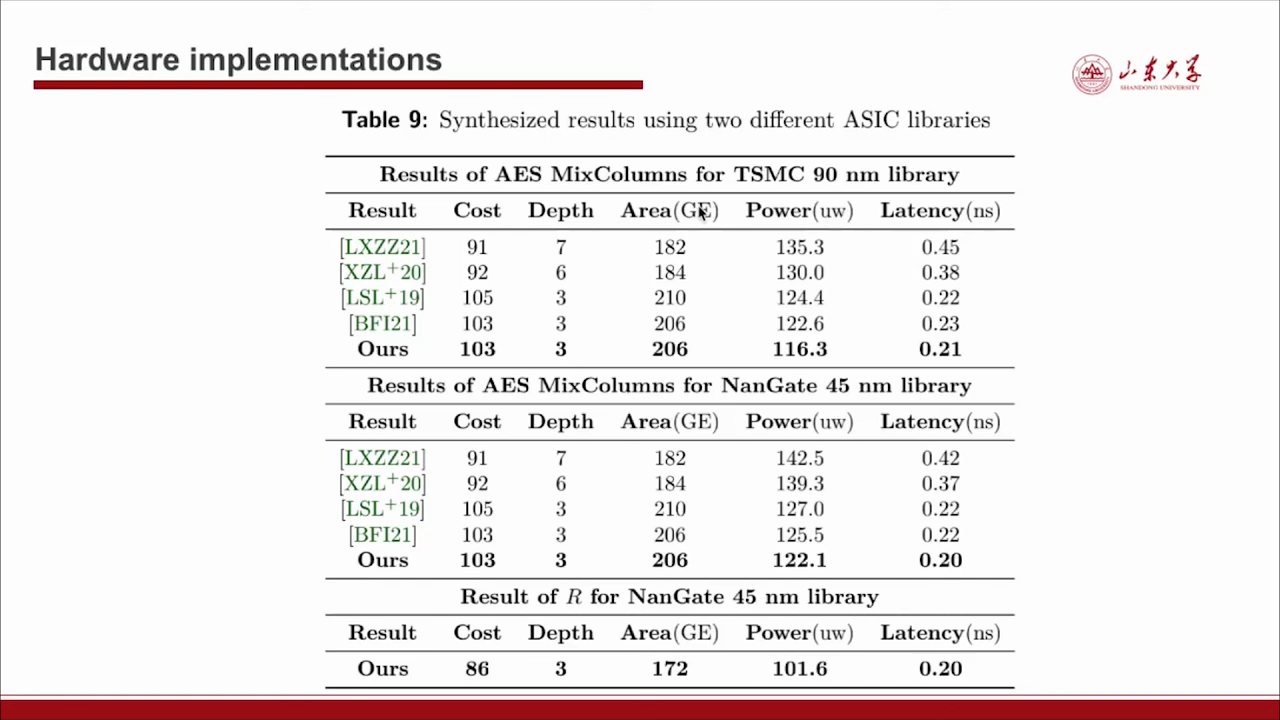 Hardware implementations
山东大学
SHANDONG UNIVERSITY
Table 9: Synthesized results using two different ASIC libraries
Results of AES MixColumns for TSMC 90 nm library
Result Cost Depth Area(GE) Power(uw) Latency(ns)
[LXZZ21] 91 7 182 135.3 0.45
[XZL+20] 92 6 184 130.0 0.38
[LSL+19] 105 3 210 124.4 0.22
[BFI21] 103 3 206 122.6 0.23
Ours 103 3 206 116.3 0.21
Results of AES MixColumns for NanGate 45 nm library
Result Cost Depth Area(GE) Power(uw) Latency(ns)
[LXZZ21] 91 7 182 142.5 0.42
[XZL+20] 92 6 184 139.3 0.37
[LSL+19] 105 3 210 127.0 0.22
[BFI21] 103 3 206 125.5 0.22
Ours 103 3 206 122.1 0.20
Result of R for NanGate 45 nm library
Result Cost Depth Area(GE) Power(uw) Latency(ns)
Ours 86 3 172 101.6 0.20